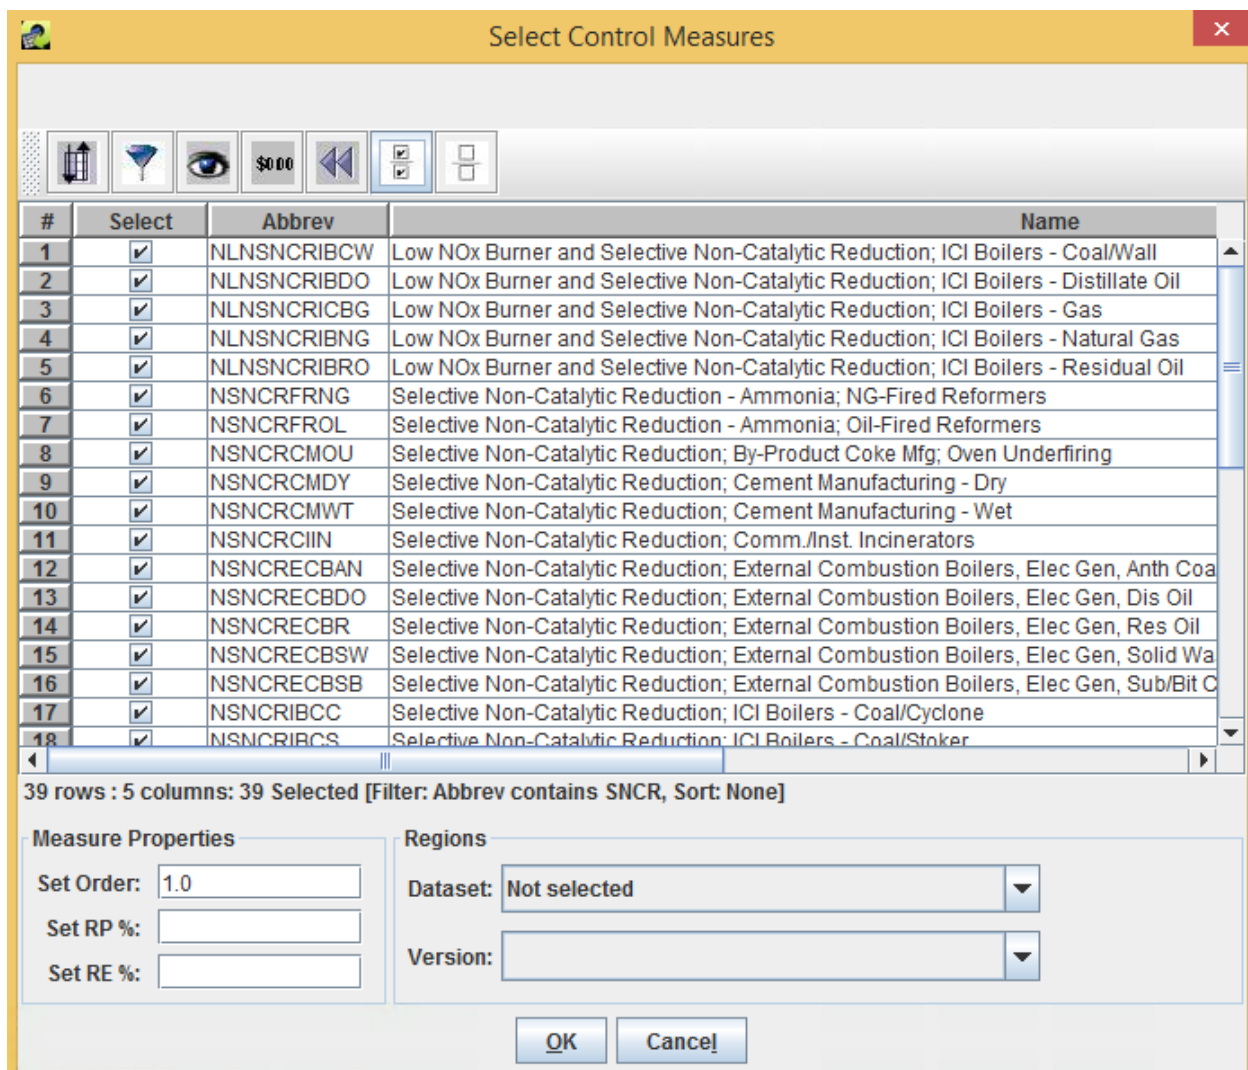 Select Control Measures
$0.00
# Select Abbrev Name
1 NLNSNCRIBCW Low NOx Burner and Selective Non-Catalytic Reduction; ICI Boilers - Coal/Wall
2 NLNSNCRIBDO Low NOx Burner and Selective Non-Catalytic Reduction; ICI Boilers - Distillate Oil
3 NLNSNCRICBG Low NOx Burner and Selective Non-Catalytic Reduction; ICI Boilers - Gas
4 NLNSNCRIBNG Low NOx Burner and Selective Non-Catalytic Reduction; ICI Boilers - Natural Gas
5 NLNSNCRIBRO Low NOx Burner and Selective Non-Catalytic Reduction; ICI Boilers - Residual Oil
6 NSNCRFRNG Selective Non-Catalytic Reduction - Ammonia; NG-Fired Reformers
7 NSNCRFROL Selective Non-Catalytic Reduction - Ammonia; Oil-Fired Reformers
8 NSNCRCMOU Selective Non-Catalytic Reduction; By-Product Coke Mfg; Oven Underfiring
9 NSNCRCMDY Selective Non-Catalytic Reduction; Cement Manufacturing - Dry
10 NSNCRCMWT Selective Non-Catalytic Reduction; Cement Manufacturing - Wet
11 NSNCRCIIN Selective Non-Catalytic Reduction; Comm./Inst. Incinerators
12 NSNCRECBAN Selective Non-Catalytic Reduction; External Combustion Boilers, Elec Gen, Anth Coa
13 NSNCRECBDO Selective Non-Catalytic Reduction; External Combustion Boilers, Elec Gen, Dis Oil
14 NSNCRECBR Selective Non-Catalytic Reduction; External Combustion Boilers, Elec Gen, Res Oil
15 NSNCRECBSW Selective Non-Catalytic Reduction; External Combustion Boilers, Elec Gen, Solid Wa
16 NSNCRECBSB Selective Non-Catalytic Reduction; External Combustion Boilers, Elec Gen, Sub/Bit C
17 NSNCRIBCC Selective Non-Catalytic Reduction; ICI Boilers - Coal/Cyclone
18 NSNCRIBCS Selective Non-Catalytic Reduction; ICI Boilers - Coal/Stoker
39 rows : 5 columns: 39 Selected [Filter: Abbrev contains SNCR, Sort: None]
Measure Properties Regions
Set Order: 1.0 Dataset: Not selected
Set RP %:
Set RE %: Version:
OK Cancel